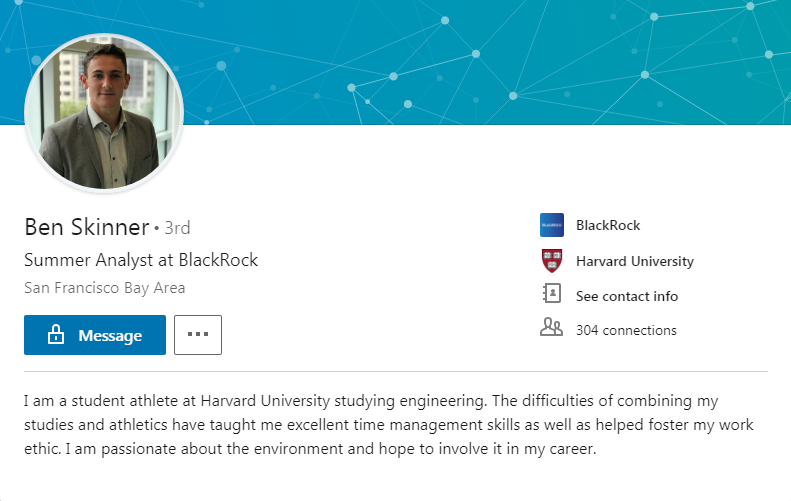 Ben Skinner • 3rd
Summer Analyst at BlackRock
San Francisco Bay Area
Message
BLACKROCK
BlackRock
Harvard University
See contact info
304 connections
I am a student athlete at Harvard University studying engineering. The difficulties of combining my
studies and athletics have taught me excellent time management skills as well as helped foster my work
ethic. I am passionate about the environment and hope to involve it in my career.